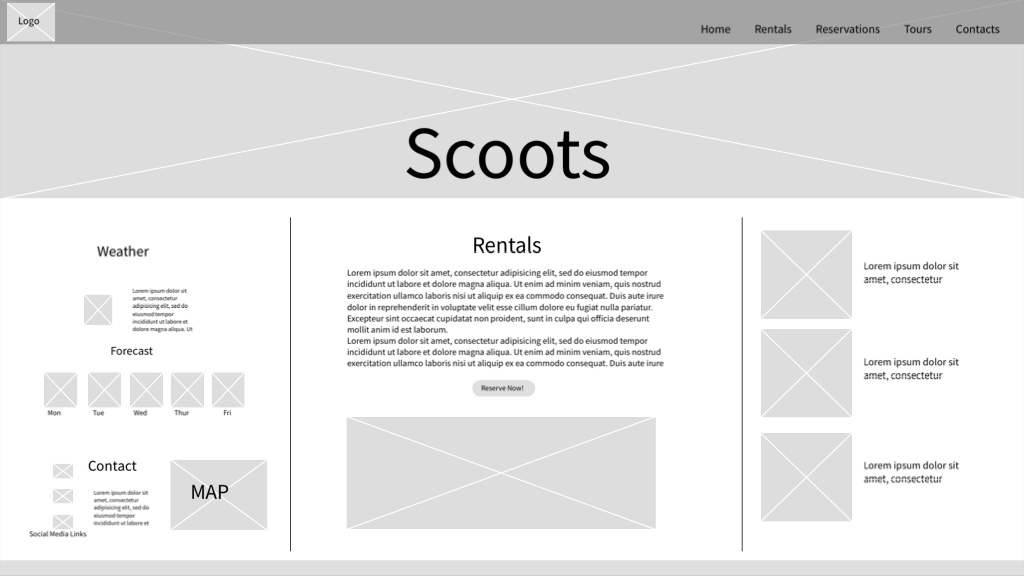 Logo
Home Rentals Reservations Tours Contacts
Scoots
Weather
Lorem ipsum dolor sit
amet, consectetur
adipisicing elit, sed do
eiusmod tempor
incididunt ut labore et
dolore magna aliqua. Ut
Forecast
Mon Tue Wed Thur Fri
Contact
Lorem ipsum dolor sit
amet, consectetur
adipisicing elit, sed do
eiusmod tempor
incididunt ut labore et
Social Media Links
MAP
Rentals
Lorem ipsum dolor sit amet, consectetur adipisicing elit, sed do eiusmod tempor
incididunt ut labore et dolore magna aliqua. Ut enim ad minim veniam, quis nostrud
exercitation ullamco laboris nisi ut aliquip ex ea commodo consequat. Duis aute irure
dolor in reprehenderit in voluptate velit esse cillum dolore eu fugiat nulla pariatur.
Excepteur sint occaecat cupidatat non proident, sunt in culpa qui officia deserunt
mollit anim id est laborum.
Lorem ipsum dolor sit amet, consectetur adipisicing elit, sed do eiusmod tempor
incididunt ut labore et dolore magna aliqua. Ut enim ad minim veniam, quis nostrud
exercitation ullamco laboris nisi ut aliquip ex ea commodo consequat. Duis aute irure
Reserve Now!
Lorem ipsum dolor sit
amet, consectetur
Lorem ipsum dolor sit
amet, consectetur
Lorem ipsum dolor sit
amet, consectetur